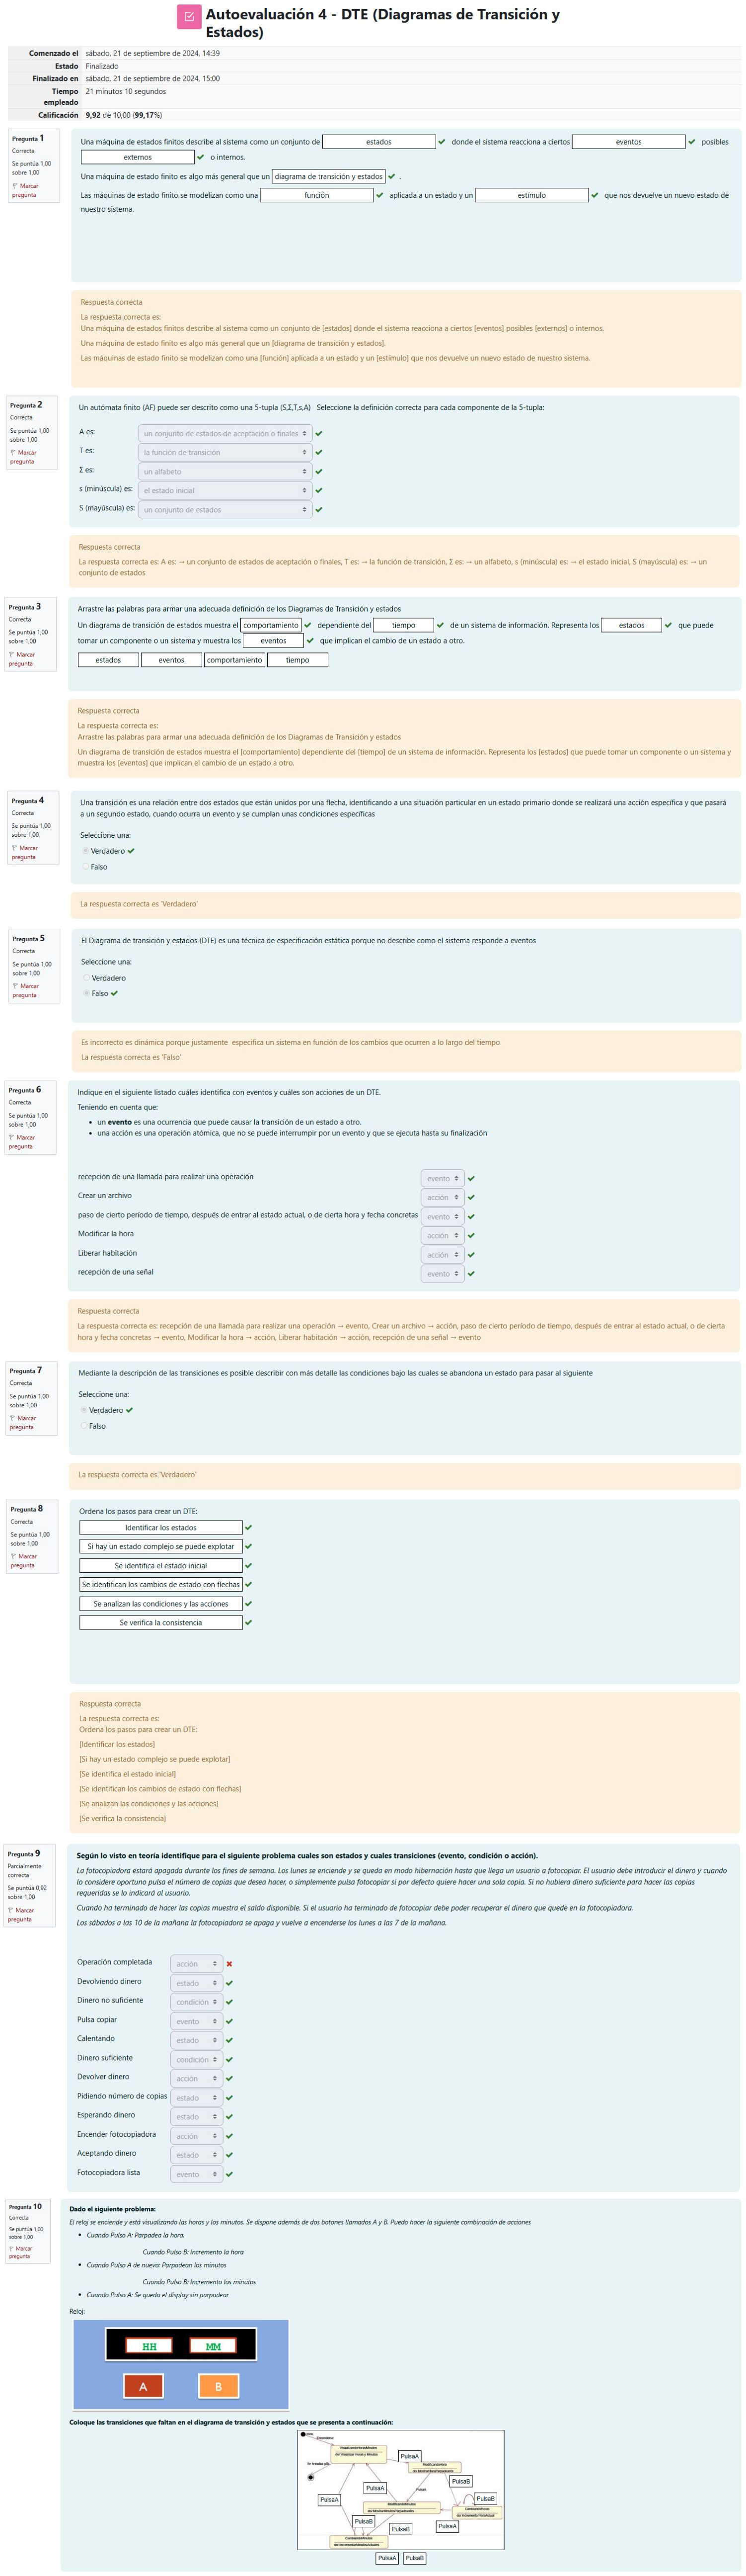 Autoevaluación 4 - DTE (Diagramas de Transición y
Estados)
Comenzado el sábado, 21 de septiembre de 2024, 14:39
Estado Finalizado
Finalizado en sábado, 21 de septiembre de 2024, 15:00
Tiempo 21 minutos 10 segundos
empleado
Calificación 9,92 de 10,00 (99,17%)
Pregunta 1
Correcta
Se puntúa 1,00
sobre 1,00
Marcar
pregunta
Una máquina de estados finitos describe al sistema como un conjunto de estados donde el sistema reacciona a ciertos eventos posibles
externos o internos.
Una máquina de estado finito es algo más general que un diagrama de transición y estados .
Las máquinas de estado finito se modelizan como una función aplicada a un estado y un estímulo que nos devuelve un nuevo estado de
nuestro sistema.
Respuesta correcta
La respuesta correcta es:
Una máquina de estados finitos describe al sistema como un conjunto de [estados] donde el sistema reacciona a ciertos [eventos] posibles [externos] o internos.
Una máquina de estado finito es algo más general que un [diagrama de transición y estados].
Las máquinas de estado finito se modelizan como una [función] aplicada a un estado y un [estímulo] que nos devuelve un nuevo estado de nuestro sistema.
Pregunta 2
Correcta
Se puntúa 1,00
sobre 1,00
Marcar
pregunta
Un autómata finito (AF) puede ser descrito como una 5-tupla (S,Σ,T,s,A) Seleccione la definición correcta para cada componente de la 5-tupla:
A es: un conjunto de estados de aceptación o finales
T es: la función de transición
Σ es: un alfabeto
s (minúscula) es: el estado inicial
S (mayúscula) es: un conjunto de estados
Respuesta correcta
La respuesta correcta es: A es: → un conjunto de estados de aceptación o finales, T es: → la función de transición, Σ es: → un alfabeto, s (minúscula) es: → el estado inicial, S (mayúscula) es: → un
conjunto de estados
Pregunta 3
Correcta
Se puntúa 1,00
sobre 1,00
Marcar
pregunta
Arrastre las palabras para armar una adecuada definición de los Diagramas de Transición y estados
Un diagrama de transición de estados muestra el comportamiento dependiente del tiempo de un sistema de información. Representa los estados que puede
tomar un componente o un sistema y muestra los eventos que implican el cambio de un estado a otro.
estados eventos comportamiento tiempo
Respuesta correcta
La respuesta correcta es:
Arrastre las palabras para armar una adecuada definición de los Diagramas de Transición y estados
Un diagrama de transición de estados muestra el [comportamiento] dependiente del [tiempo] de un sistema de información. Representa los [estados] que puede tomar un componente o un sistema y
muestra los [eventos] que implican el cambio de un estado a otro.
Pregunta 4
Correcta
Se puntúa 1,00
sobre 1,00
Marcar
pregunta
Una transición es una relación entre dos estados que están unidos por una flecha, identificando a una situación particular en un estado primario donde se realizará una acción específica y que pasará
a un segundo estado, cuando ocurra un evento y se cumplan unas condiciones específicas
Seleccione una:
Verdadero
Falso
La respuesta correcta es 'Verdadero'
Pregunta 5
Correcta
Se puntúa 1,00
sobre 1,00
Marcar
pregunta
El Diagrama de transición y estados (DTE) es una técnica de especificación estática porque no describe como el sistema responde a eventos
Seleccione una:
Verdadero
Falso
Es incorrecto es dinámica porque justamente especifica un sistema en función de los cambios que ocurren a lo largo del tiempo
La respuesta correcta es 'Falso'
Pregunta 6
Correcta
Se puntúa 1,00
sobre 1,00
Marcar
pregunta
Indique en el siguiente listado cuáles identifica con eventos y cuáles son acciones de un DTE.
Teniendo en cuenta que:
• un evento es una ocurrencia que puede causar la transición de un estado a otro.
• una acción es una operación atómica, que no se puede interrumpir por un evento y que se ejecuta hasta su finalización
recepción de una llamada para realizar una operación evento
Crear un archivo acción
paso de cierto período de tiempo, después de entrar al estado actual, o de cierta hora y fecha concretas evento
Modificar la hora acción
Liberar habitación acción
recepción de una señal evento
Respuesta correcta
La respuesta correcta es: recepción de una llamada para realizar una operación → evento, Crear un archivo → acción, paso de cierto período de tiempo, después de entrar al estado actual, o de cierta
hora y fecha concretas → evento, Modificar la hora → acción, Liberar habitación → acción, recepción de una señal → evento
Pregunta 7
Correcta
Se puntúa 1,00
sobre 1,00
Marcar
pregunta
Mediante la descripción de las transiciones es posible describir con más detalle las condiciones bajo las cuales se abandona un estado para pasar al siguiente
Seleccione una:
Verdadero
Falso
La respuesta correcta es 'Verdadero'
Pregunta 8
Correcta
Se puntúa 1,00
sobre 1,00
Marcar
pregunta
Ordena los pasos para crear un DTE:
Identificar los estados
Si hay un estado complejo se puede explotar
Se identifica el estado inicial
Se identifican los cambios de estado con flechas
Se analizan las condiciones y las acciones
Se verifica la consistencia
Respuesta correcta
La respuesta correcta es:
Ordena los pasos para crear un DTE:
[Identificar los estados]
[Si hay un estado complejo se puede explotar]
[Se identifica el estado inicial]
[Se identifican los cambios de estado con flechas]
[Se analizan las condiciones y las acciones]
[Se verifica la consistencia]
Pregunta 9
Parcialmente
correcta
Se puntúa 0,92
sobre 1,00
Marcar
pregunta
Según lo visto en teoría identifique para el siguiente problema cuales son estados y cuales transiciones (evento, condición o acción).
La fotocopiadora estará apagada durante los fines de semana. Los lunes se enciende y se queda en modo hibernación hasta que llega un usuario a fotocopiar. El usuario debe introducir el dinero y cuando
lo considere oportuno pulsa el número de copias que desea hacer, o simplemente pulsa fotocopiar si por defecto quiere hacer una sola copia. Si no hubiera dinero suficiente para hacer las copias
requeridas se lo indicará al usuario.
Cuando ha terminado de hacer las copias muestra el saldo disponible. Si el usuario ha terminado de fotocopiar debe poder recuperar el dinero que quede en la fotocopiadora.
Los sábados a las 10 de la mañana la fotocopiadora se apaga y vuelve a encenderse los lunes a las 7 de la mañana.
Operación completada acción
Devolviendo dinero estado
Dinero no suficiente condición
Pulsa copiar evento
Calentando estado
Dinero suficiente condición
Devolver dinero acción
Pidiendo número de copias estado
Esperando dinero estado
Encender fotocopiadora acción
Aceptando dinero estado
Fotocopiadora lista evento
Pregunta 10
Correcta
Se puntúa 1,00
sobre 1,00
Marcar
pregunta
Dado el siguiente problema:
El reloj se enciende y está visualizando las horas y los minutos. Se dispone además de dos botones llamados A y B. Puedo hacer la siguiente combinación de acciones
• Cuando Pulso A: Parpadea la hora.
Cuando Pulso B: Incremento la hora
• Cuando Pulso A de nuevo: Parpadean los minutos
Cuando Pulso B: Incremento los minutos
• Cuando Pulso A: Se queda el display sin parpadear
Reloj:
HH MM
A B
Coloque las transiciones que faltan en el diagrama de transición y estados que se presenta a continuación:
PulsaA
PulsaB
PulsaA
PulsaB
PulsaA
PulsaB
PulsaA
PulsaB
PulsaA PulsaB